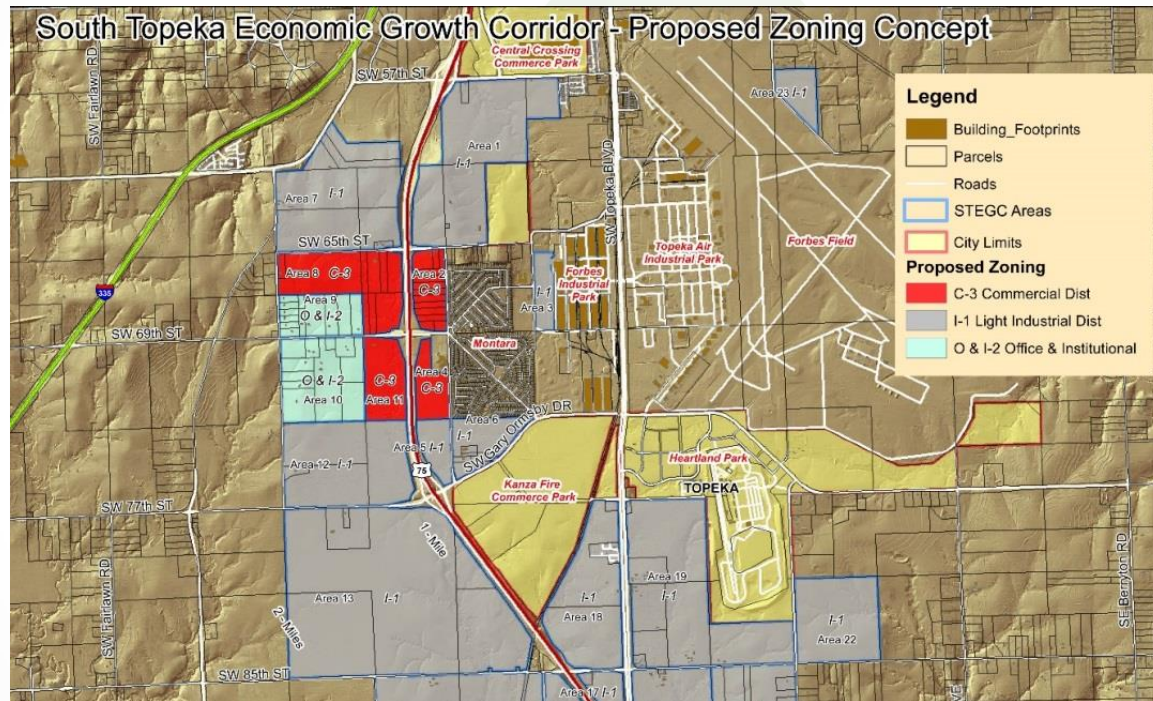 South Topeka Economic Growth Corridor - Proposed Zoning Concept
SW Fairlawn RD
SW 57th ST
Central Crossing
Commerce Park
Area 23 I-1
Legend
Building_Footprints
Parcels
Roads
STEGC Areas
City Limits
Proposed Zoning
C-3 Commercial Dist
I-1 Light Industrial Dist
O & I-2 Office & Institutional
Area 1
I-1
SW Topeka BLVD
Area 7 I-1
SW 65th ST
Topeka Air
Industrial Park
Forbes Field
335
Area 8 C-3
Area 2
C-3
I-1
Area 3
Forbes
Industrial
Park
Area 9
O & I-2
SW 69th ST
Montara
O & I-2
Area 10
C-3
Area 11
Area 4
C-3
Area 6
I-1
SW Gary Ormsby DR
Area 5 I-1
Area 12 I-1
75
Heartland Park
TOPEKA
Kanza Fire
Commerce Park
SW 77th ST
1 - Mile
Area 13 I-1
2 - Miles
SW Fairlawn RD
I-1
Area 18
Area 19
I-1
I-1
Area 22
SE Berryton RD
SW 85th ST
Area 17 I-1
VE